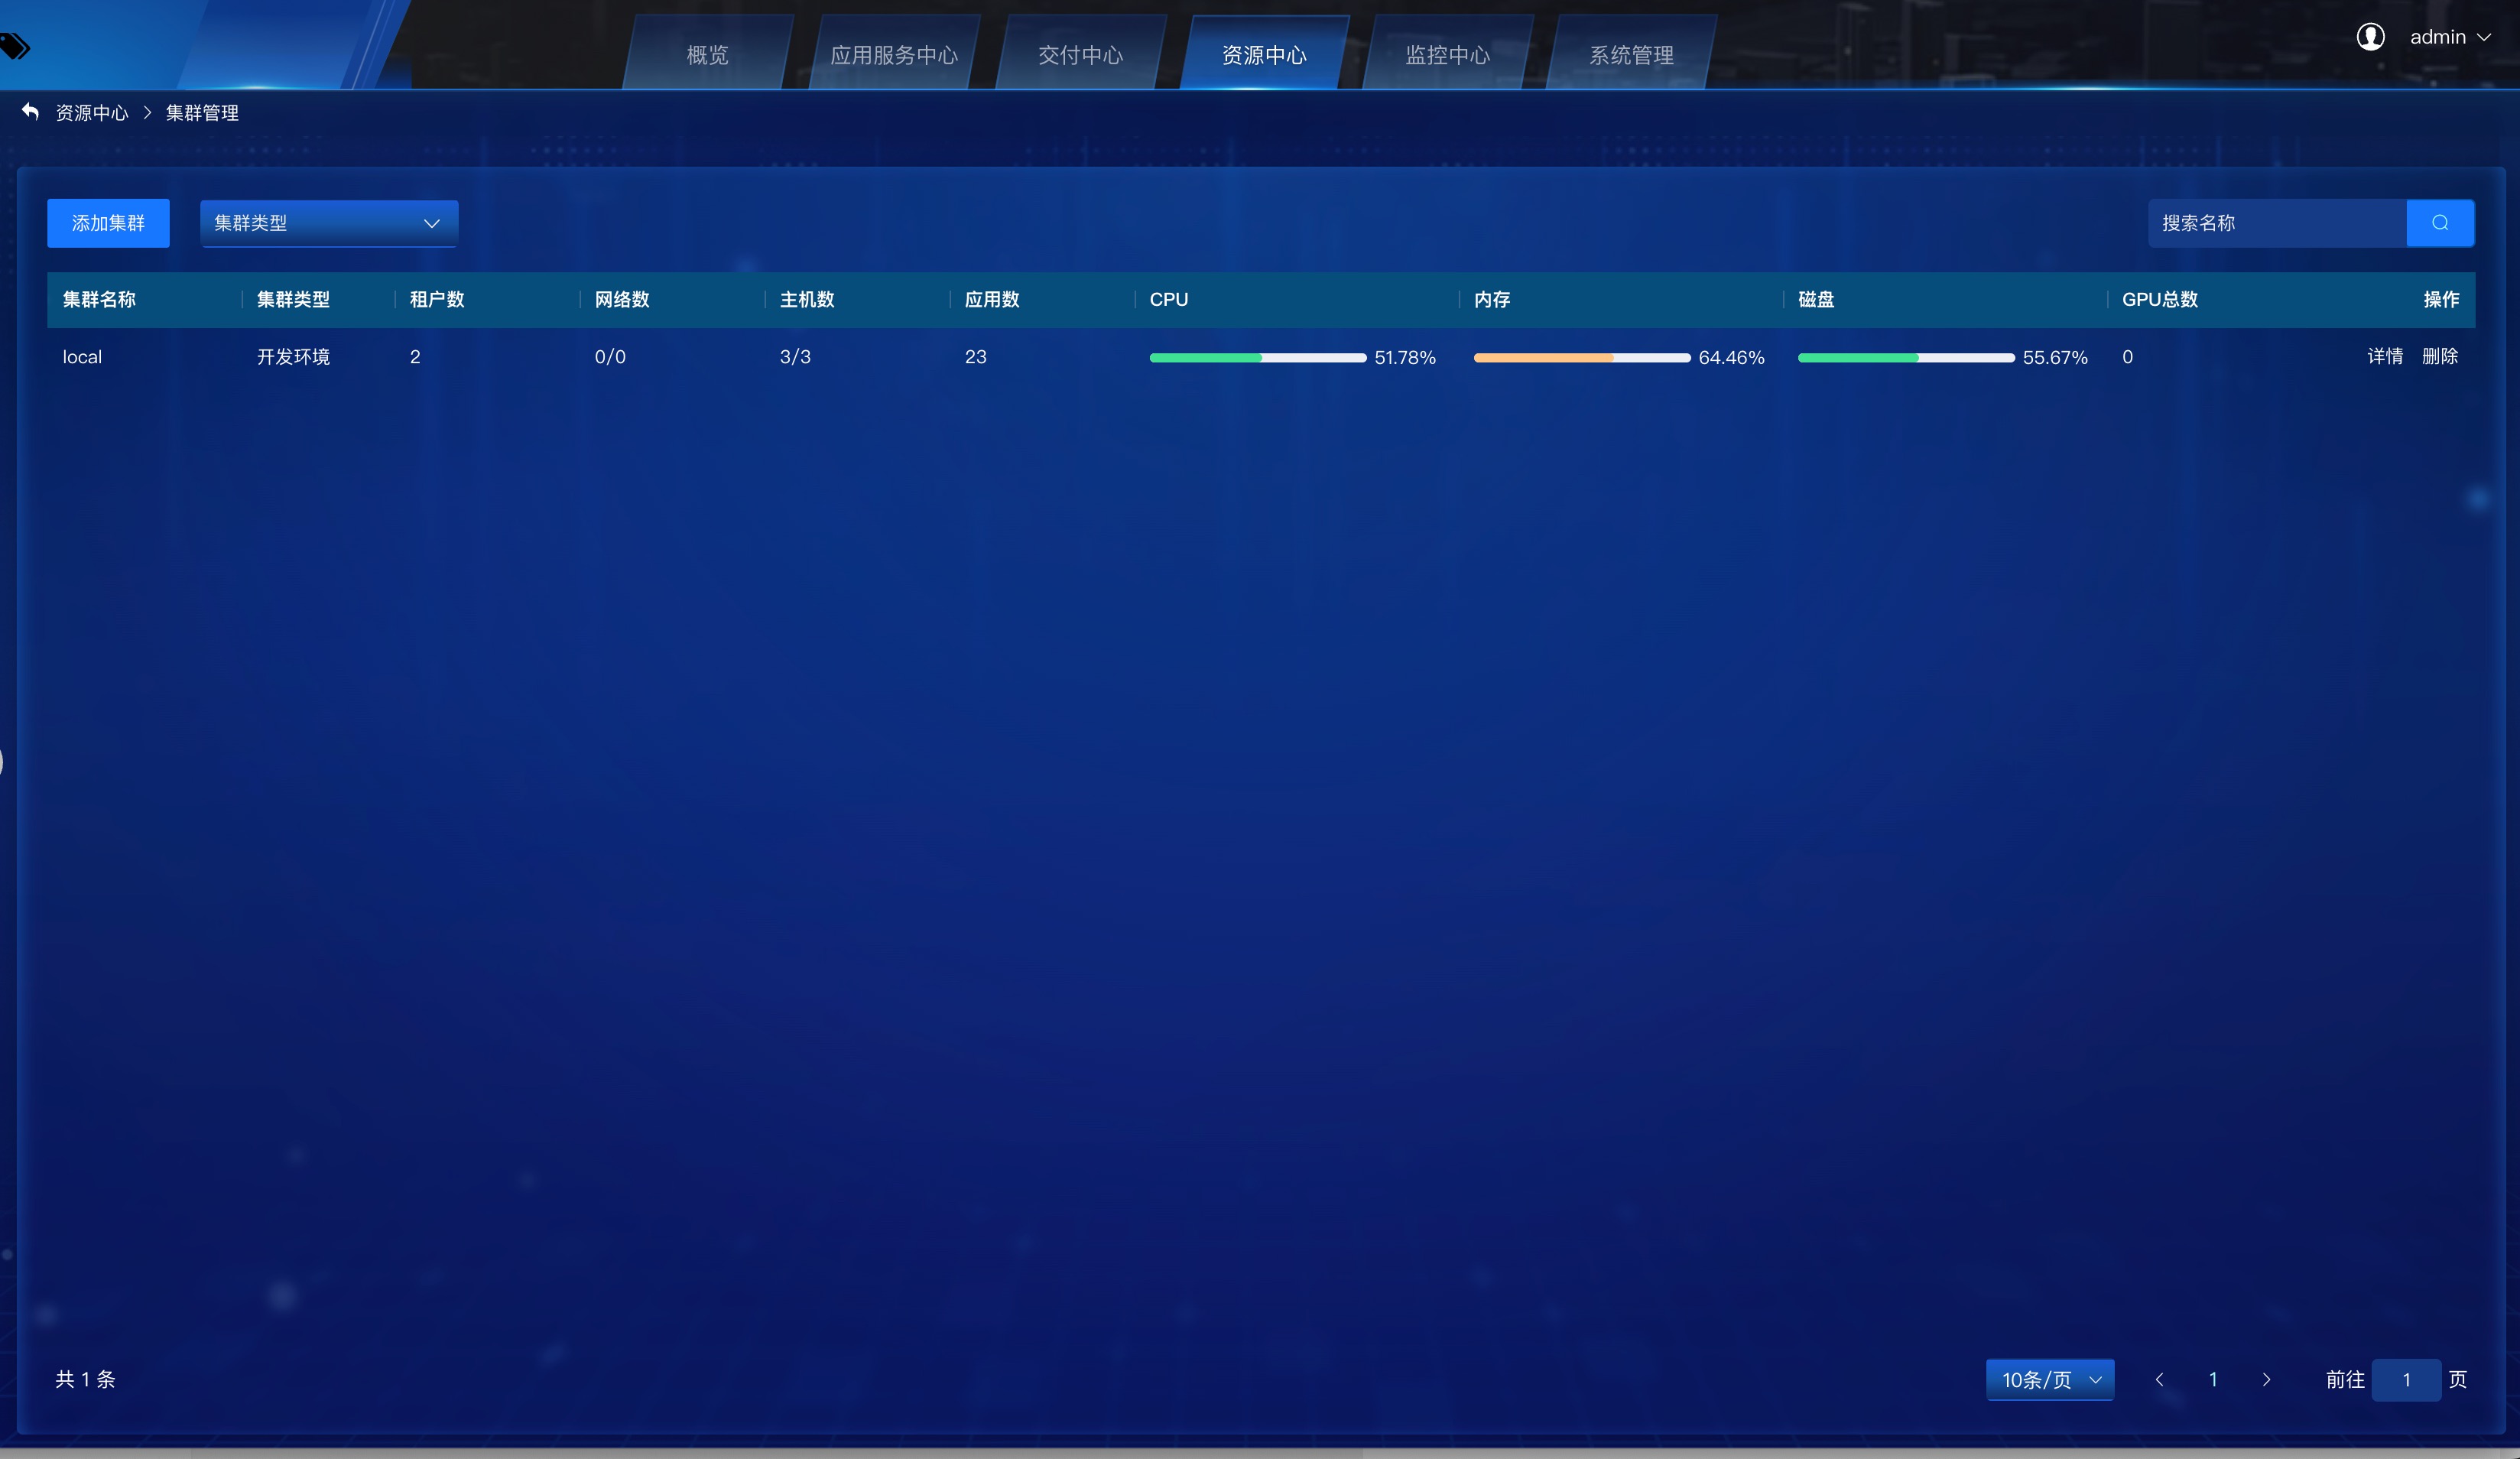 概览 应用服务中心 交付中心 资源中心 监控中心 系统管理 admin
资源中心 > 集群管理
添加集群 集群类型 搜索名称
集群名称 集群类型 租户数 网络数 主机数 应用数 CPU 内存 磁盘 GPU总数 操作
local 开发环境 2 0/0 3/3 23 51.78% 64.46% 55.67% 0 详情 删除
共 1 条 10条/页 < 1 > 前往 1 页